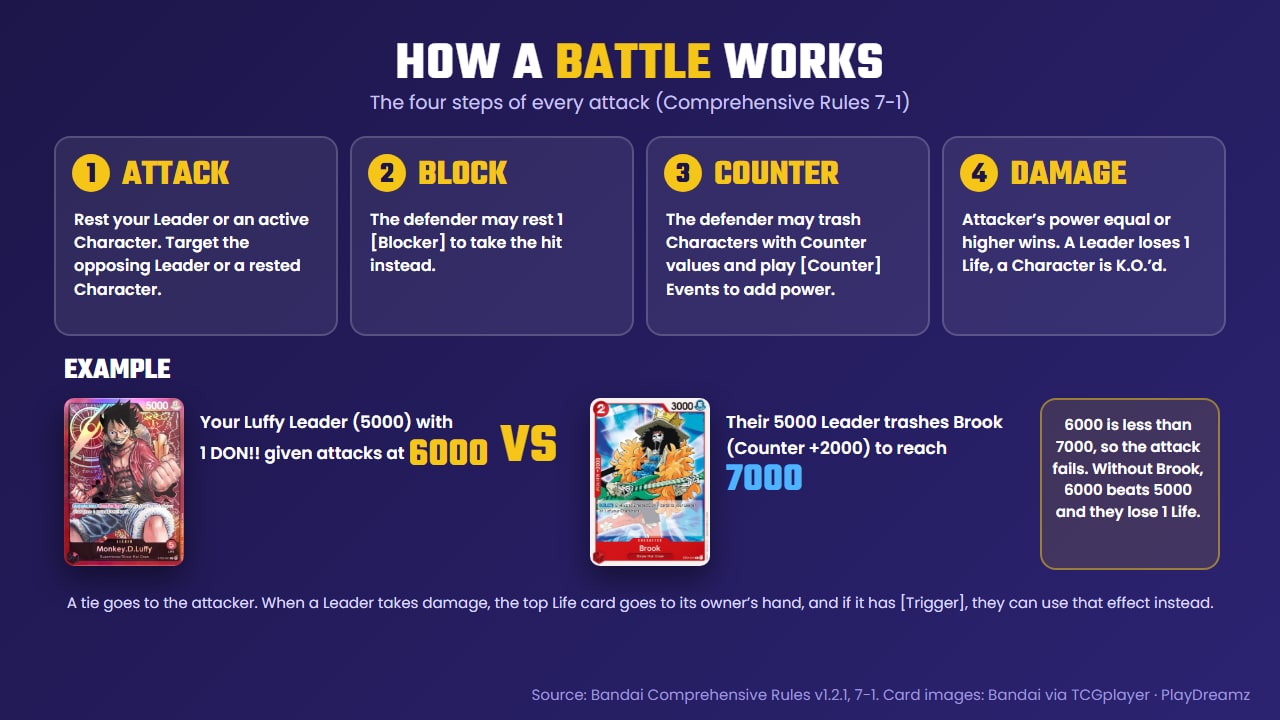 HOW A BATTLE WORKS
The four steps of every attack (Comprehensive Rules 7-1)
1 ATTACK
Rest your Leader or an active
Character. Target the
opposing Leader or a rested
Character.
2 BLOCK
The defender may rest 1
[Blocker] to take the hit
instead.
3 COUNTER
The defender may trash
Characters with Counter
values and play [Counter]
Events to add power.
4 DAMAGE
Attacker’s power equal or
higher wins. A Leader loses 1
Life, a Character is K.O.’d.
EXAMPLE
5000
LEADER
Monkey.D.Luffy
5
Your Luffy Leader (5000) with
1 DON!! given attacks at 6000
VS
2
3000
CHARACTER
Brook
Their 5000 Leader trashes Brook
(Counter +2000) to reach
7000
6000 is less than
7000, so the attack
fails. Without Brook,
6000 beats 5000
and they lose 1 Life.
A tie goes to the attacker. When a Leader takes damage, the top Life card goes to its owner’s hand, and if it has [Trigger], they can use that effect instead.
Source: Bandai Comprehensive Rules v1.2.1, 7-1. Card images: Bandai via TCGplayer · PlayDreamz